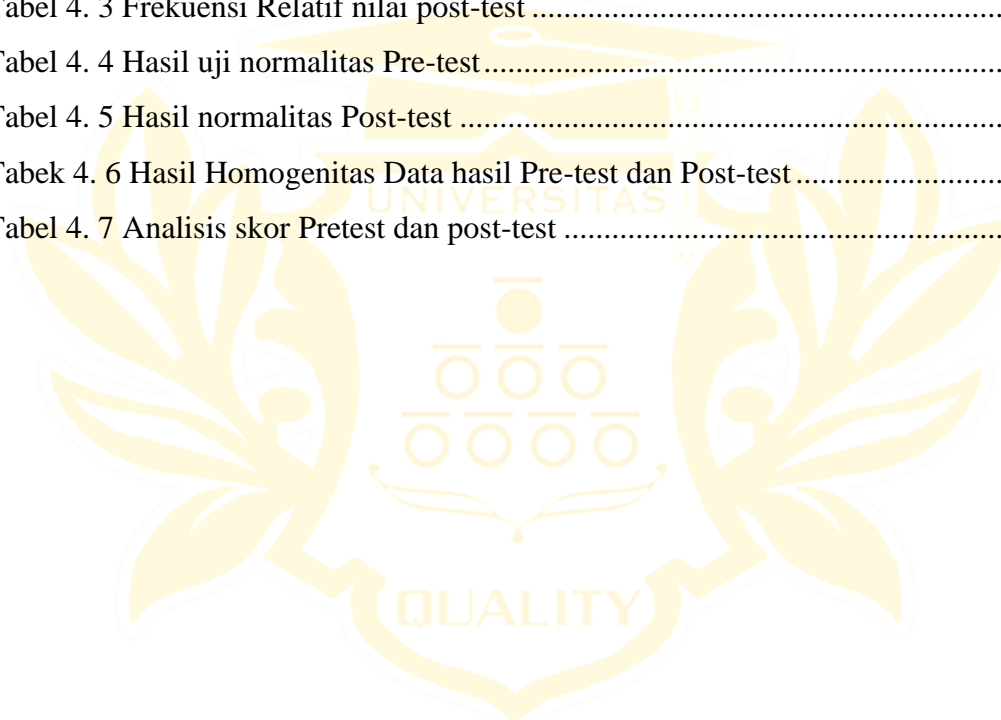 Tabel 4. 3 Frekuensi Relatif nilai post-test ........................................................
Tabel 4. 4 Hasil uji normalitas Pre-test ..............................................................
Tabel 4. 5 Hasil normalitas Post-test .................................................................
Tabek 4. 6 Hasil Homogenitas Data hasil Pre-test dan Post-test ......................
UNIVERSITAS
Tabel 4. 7 Analisis skor Pretest dan post-test ....................................................
QUALITY